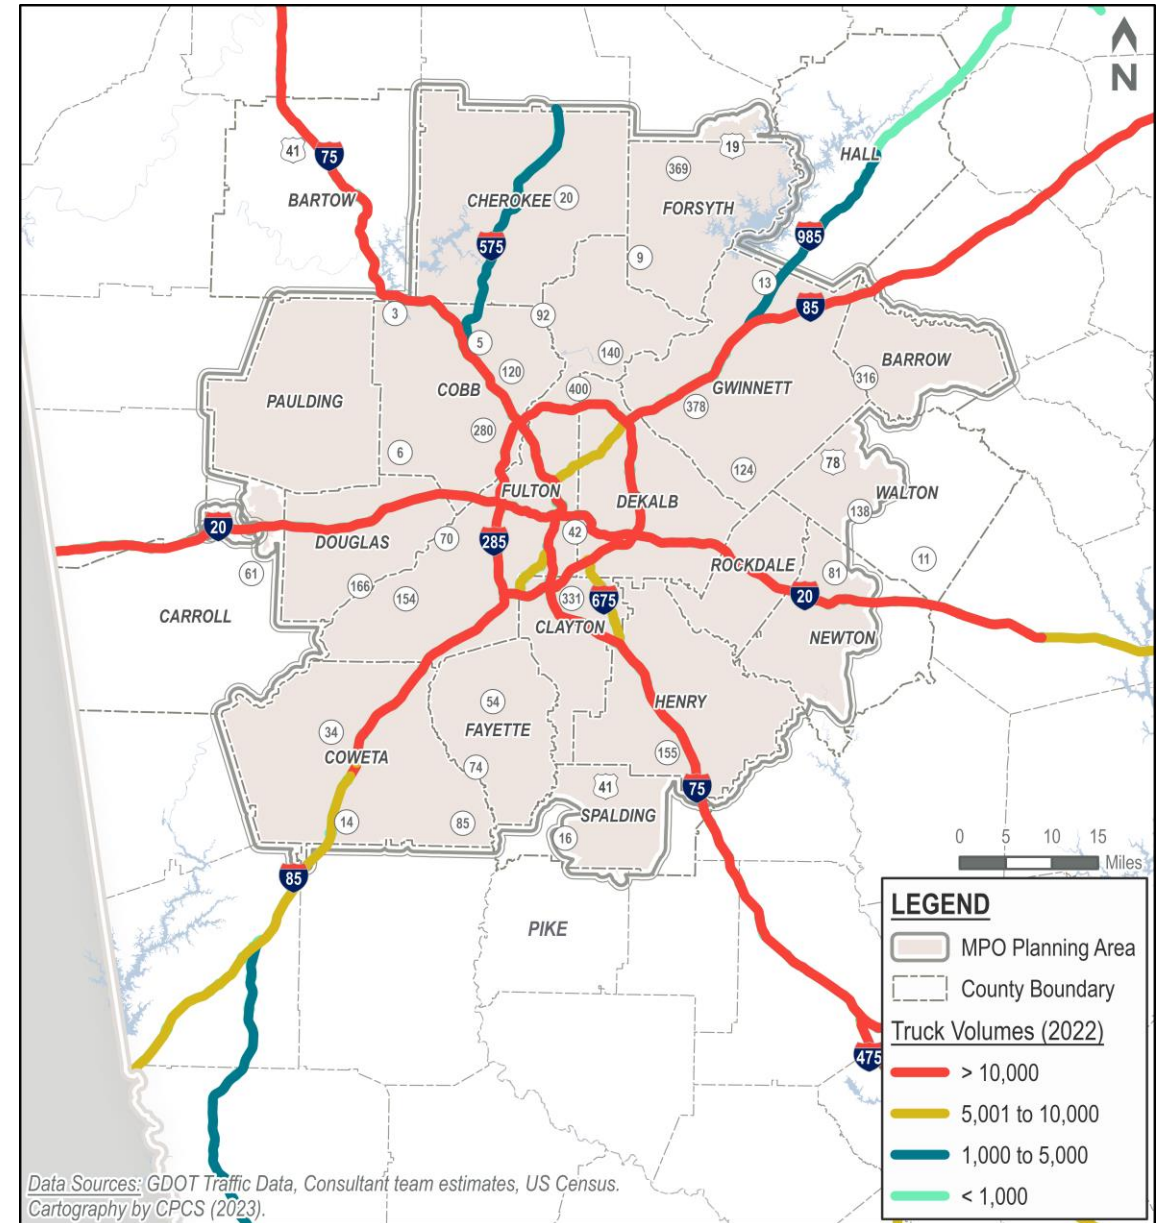 N
19
41
75
HALL
369
BARTOW
CHEROKEE
20
FORSYTH
985
575
9
13
85
3
92
5
140
BARROW
120
316
COBB
400
GWINNETT
PAULDING
378
280
6
78
124
FULTON
WALTON
DEKALB
138
20
42
285
DOUGLAS
70
11
ROCKDALE
61
81
166
154
331
675
20
CARROLL
CLAYTON
NEWTON
54
HENRY
34
FAYETTE
COWETA
155
74
41
75
14
85
16
SPALDING
0 5 10 15
Miles
85
LEGEND
PIKE
MPO Planning Area
County Boundary
Truck Volumes (2022)
475
> 10,000
5,001 to 10,000
1,000 to 5,000
Data Sources: GDOT Traffic Data, Consultant team estimates, US Census.
< 1,000
Cartography by CPCS (2023).